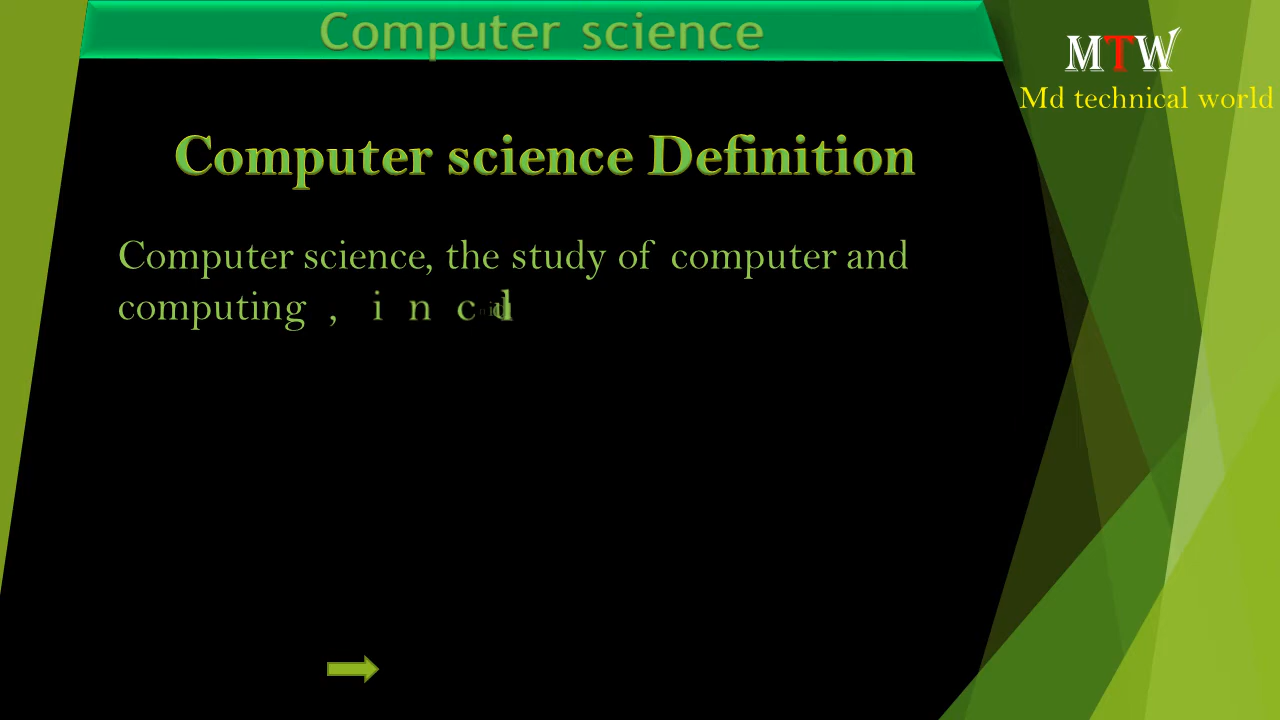 Computer science
MTW
Md technical world
Computer science Definition
Computer science, the study of computer and
computing ,